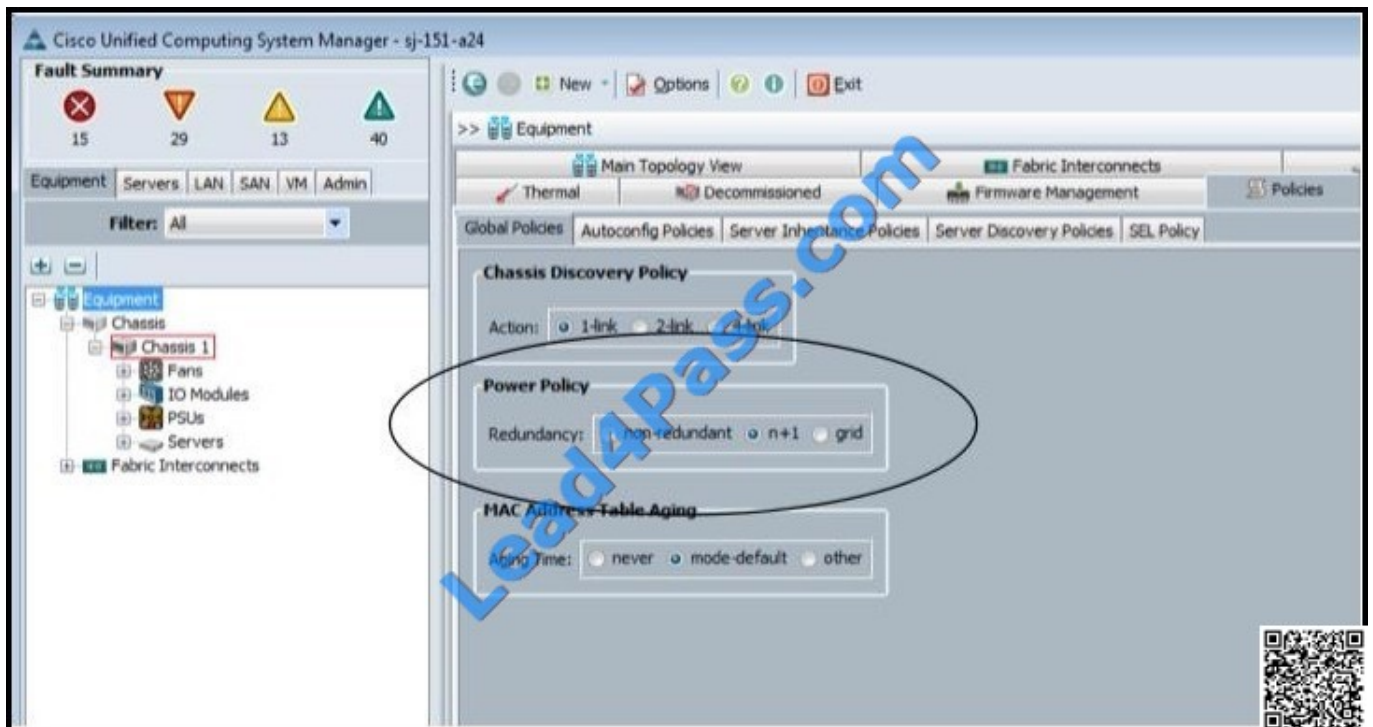 Cisco Unified Computing System Manager - sj-151-a24
Fault Summary
15 29 13 40
New Options Exit
>> Equipment
Main Topology View Fabric Interconnects
Equipment Servers LAN SAN VM Admin
Thermal Decommissioned Firmware Management Policies
Filter: All
Global Policies Autoconfig Policies Server Inheritance Policies Server Discovery Policies SEL Policy
Equipment
Chassis
Chassis 1
Fans
IO Modules
PSUs
Servers
Fabric Interconnects
Chassis Discovery Policy
Action: 1-link 2-link 4-link
Power Policy
Redundancy: non-redundant n+1 grid
MAC Address Table Aging
Aging Time: never mode-default other
Lead4Pass.com